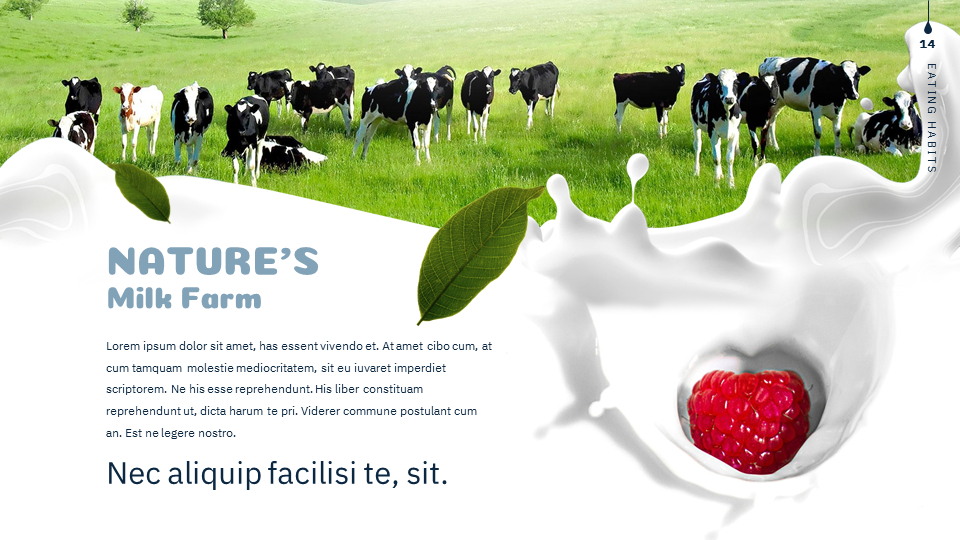 14
EATING HABITS
NATURE’S
Milk Farm
Lorem ipsum dolor sit amet, has essent vivendo et. At amet cibo cum, at
cum tamquam molestie mediocritatem, sit eu iuvaret imperdiet
scriptorem. Ne his esse reprehendunt. His liber constituam
reprehendunt ut, dicta harum te pri. Viderer commune postulant cum
an. Est ne legere nostro.
Nec aliquip facilisi te, sit.